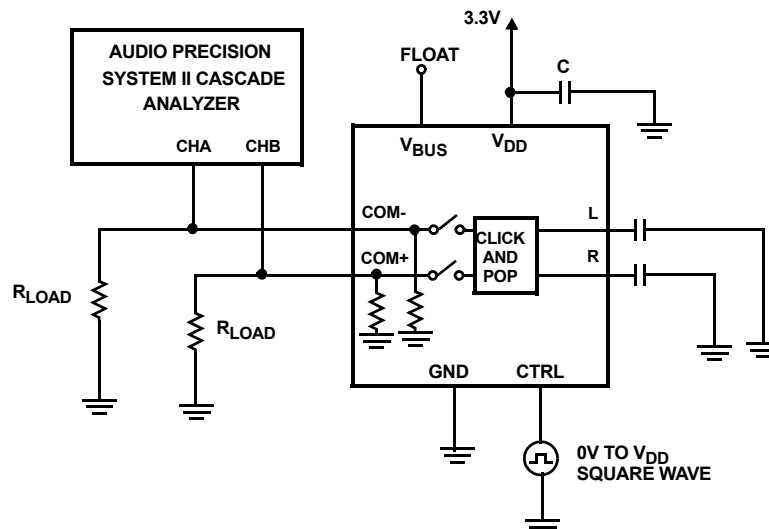 3.3V
AUDIO PRECISION
SYSTEM II CASCADE
ANALYZER
FLOAT
C
CHA CHB
VBUS VDD
COM-
L
CLICK
AND
POP
COM+
R
RLOAD
RLOAD
GND CTRL
0V TO VDD
SQUARE WAVE